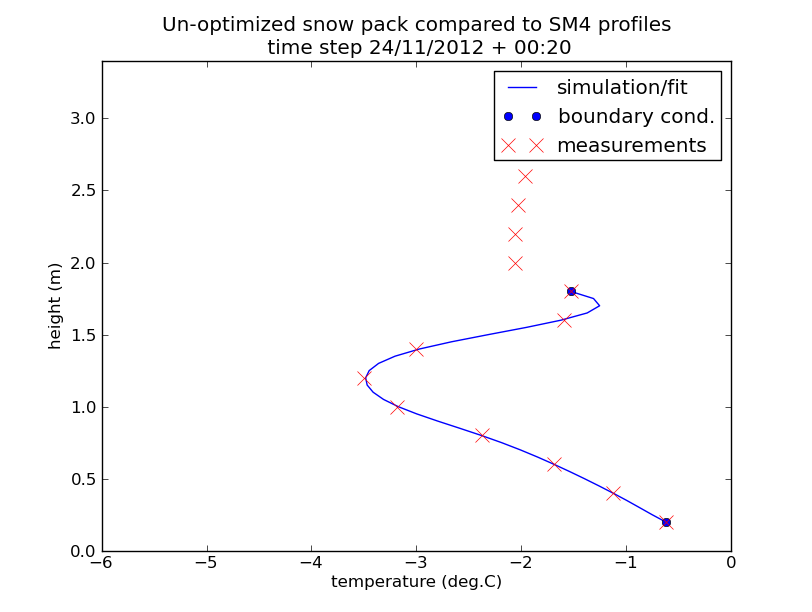 Un-optimized snow pack compared to SM4 profiles
time step 24/11/2012 + 00:20
simulation/fit
boundary cond.
measurements
3.0
2.5
2.0
1.5
1.0
0.5
0.0
height (m)
−6 −5 −4 −3 −2 −1 0
temperature (deg.C)